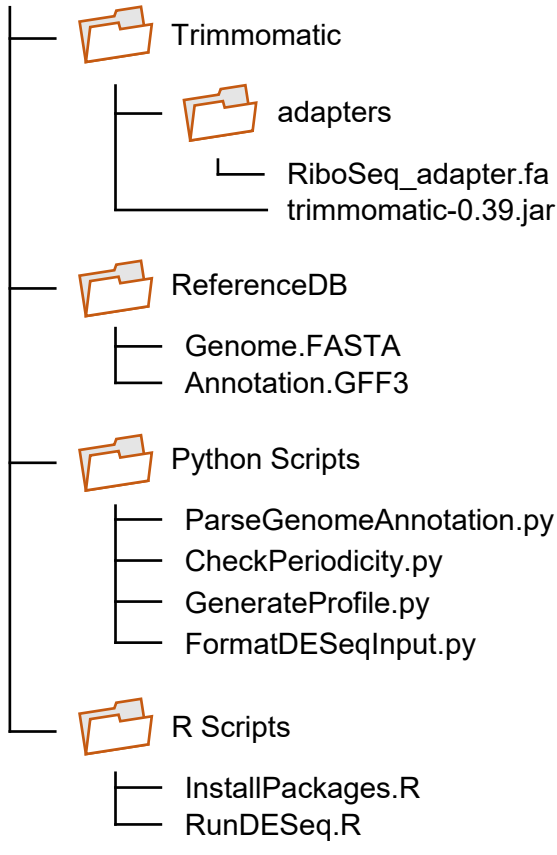 Trimmomatic
adapters
RiboSeq_adapter.fa
trimmomatic-0.39.jar
ReferenceDB
Genome.FASTA
Annotation.GFF3
Python Scripts
ParseGenomeAnnotation.py
CheckPeriodicity.py
GenerateProfile.py
FormatDESeqInput.py
R Scripts
InstallPackages.R
RunDESeq.R